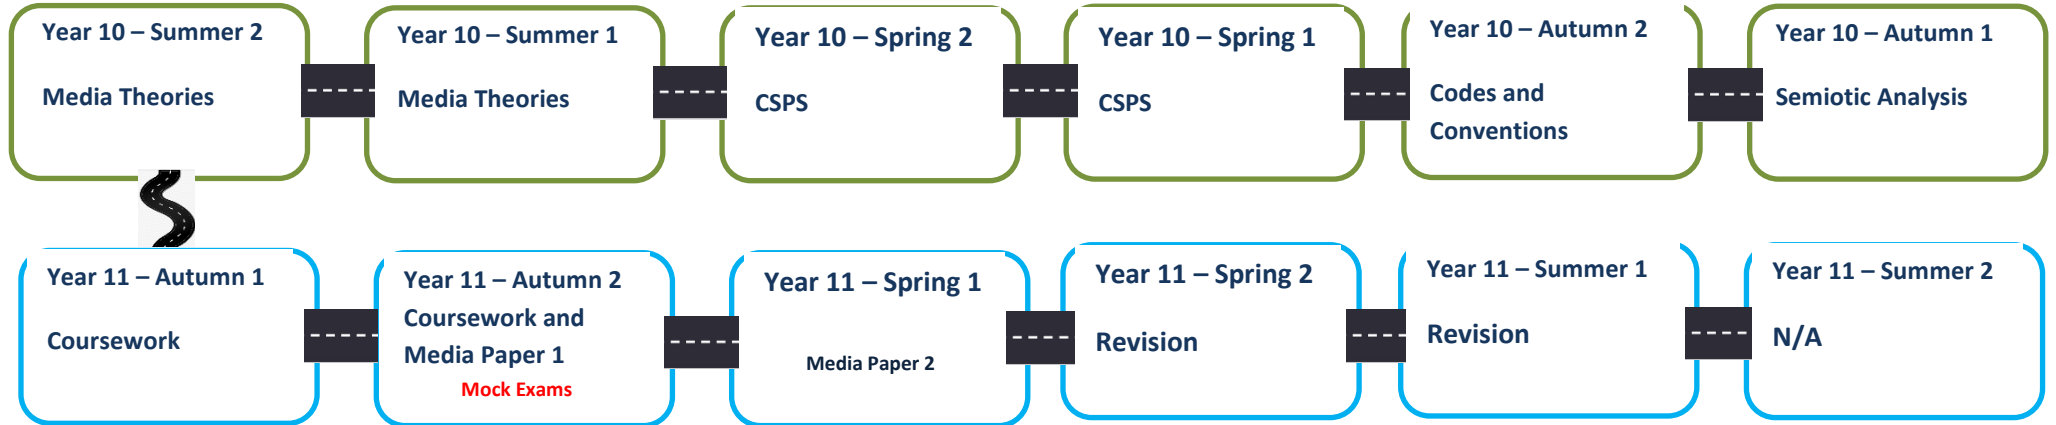 Year 10 – Summer 2
Media Theories
Year 10 – Summer 1
Media Theories
Year 10 – Spring 2
CSPS
Year 10 – Spring 1
CSPS
Year 10 – Autumn 2
Codes and
Conventions
Year 10 – Autumn 1
Semiotic Analysis
Year 11 – Autumn 1
Coursework
Year 11 – Autumn 2
Coursework and
Media Paper 1
Mock Exams
Year 11 – Spring 1
Media Paper 2
Year 11 – Spring 2
Revision
Year 11 – Summer 1
Revision
Year 11 – Summer 2
N/A